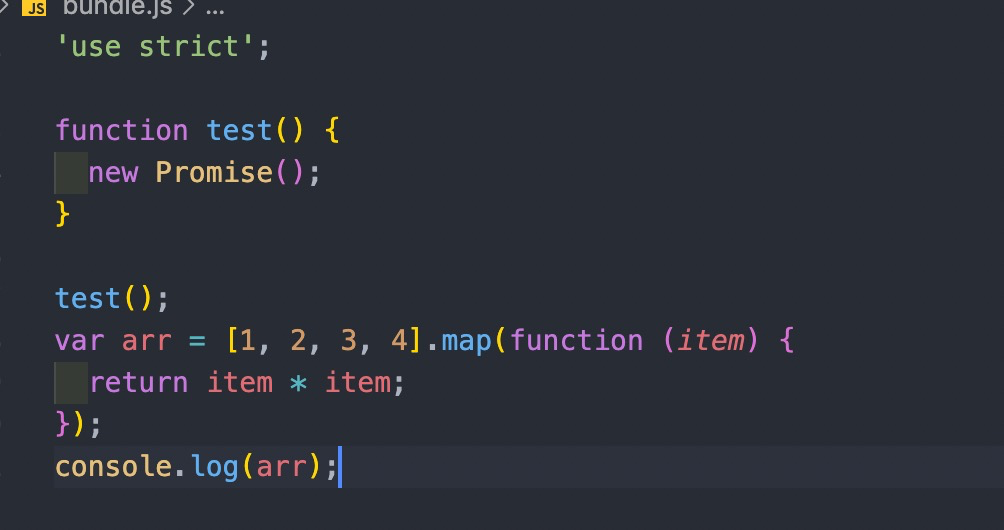 JS bundle.js > ...
'use strict';
function test() {
  new Promise();
}
test();
var arr = [1, 2, 3, 4].map(function (item) {
  return item * item;
});
console.log(arr);